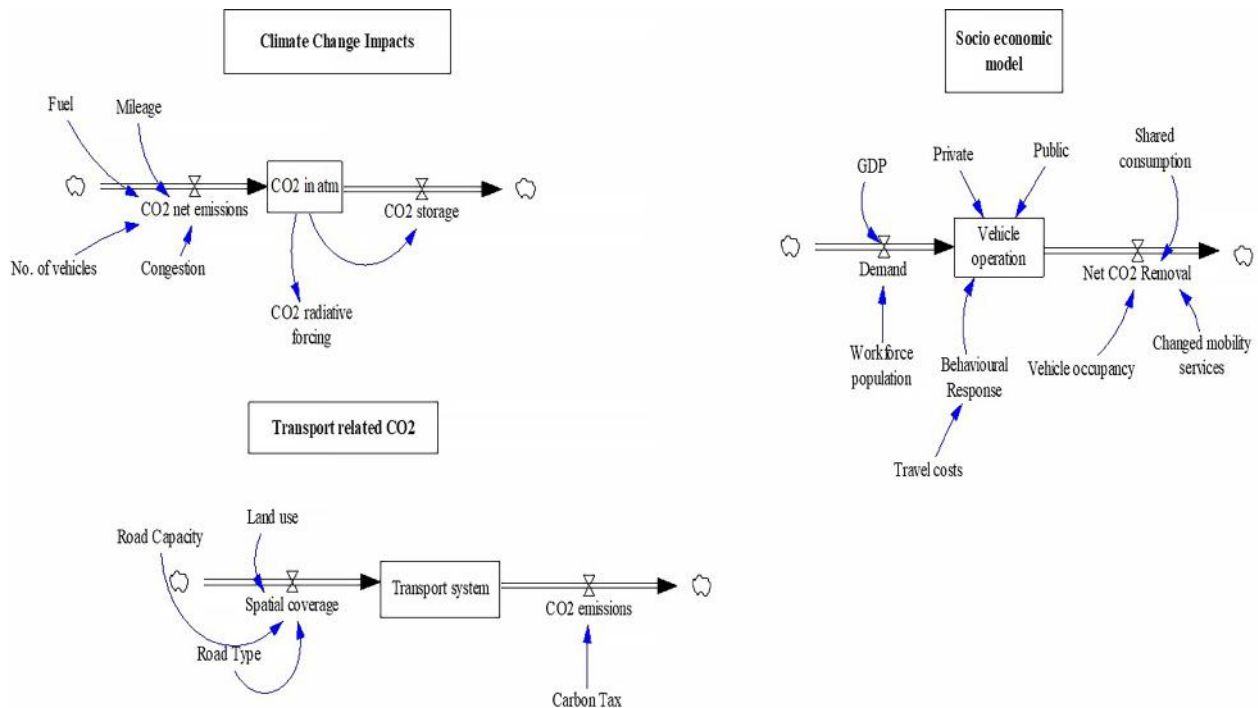 Climate Change Impacts
Fuel
Mileage
CO2 in atm
CO2 net emissions
CO2 storage
No. of vehicles
Congestion
CO2 radiative
forcing
Socio economic
model
Shared
consumption
GDP
Private
Public
Vehicle
operation
Demand
Net CO2 Removal
Workforce
population
Behavioural
Response
Vehicle occupancy
Changed mobility
services
Travel costs
Transport related CO2
Land use
Road Capacity
Transport system
Spatial coverage
CO2 emissions
Road Type
Carbon Tax